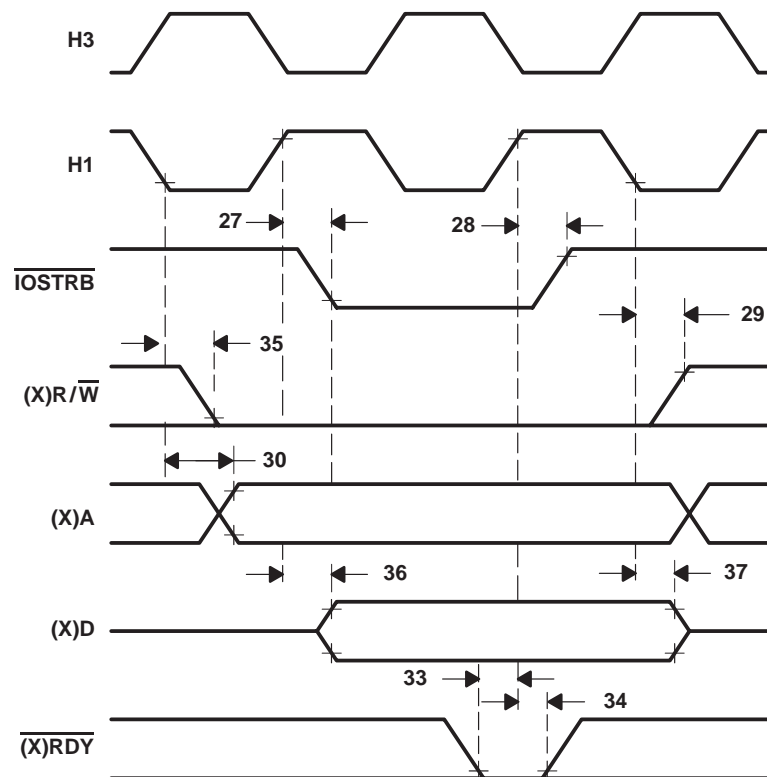 H3
H1
27
28
IOSTRB
29
35
(X)R/W
30
(X)A
36
37
(X)D
33
34
(X)RDY